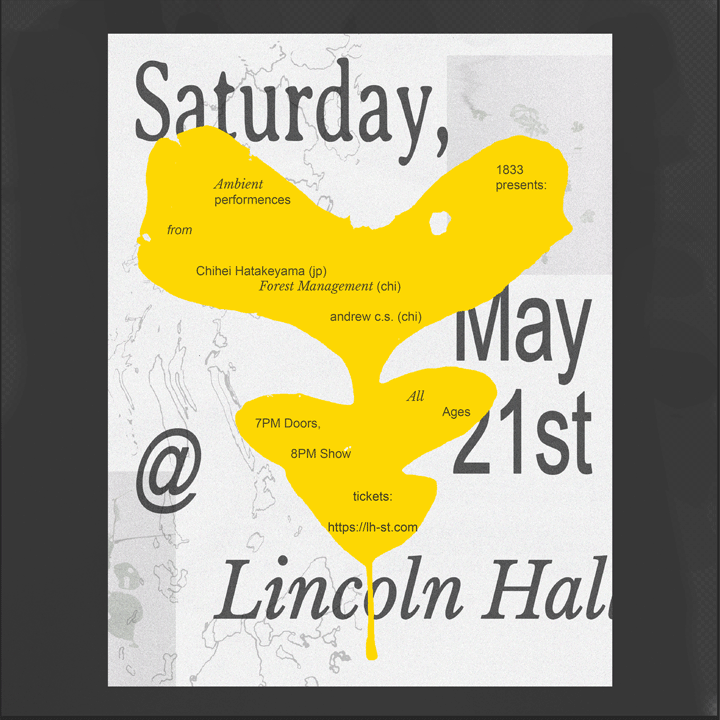 Saturday,
1833
presents:
Ambient
performences
from
Chihei Hatakeyama (jp)
Forest Management (chi)
andrew c.s. (chi)
May
21st
All
Ages
7PM Doors,
8PM Show
@
tickets:
https://lh-st.com
Lincoln Hall